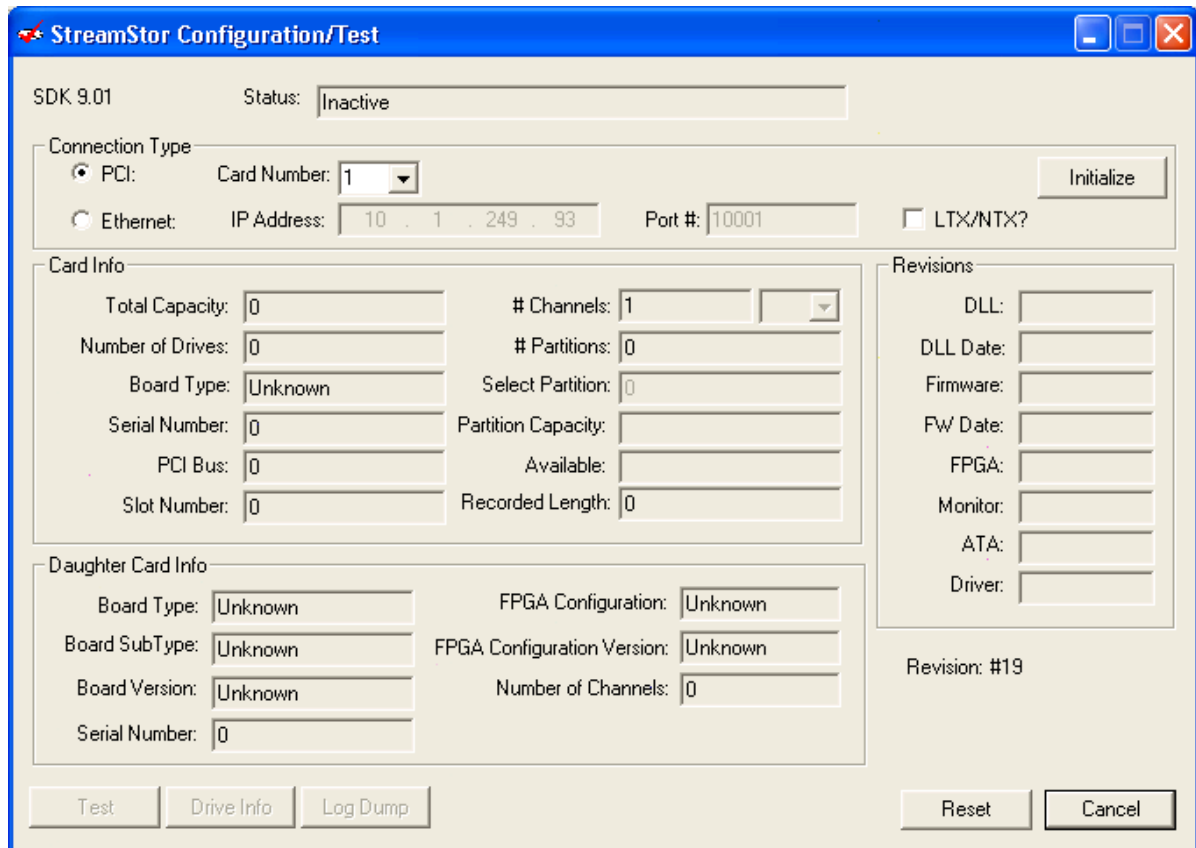 StreamStor Configuration/Test
SDK 9.01 Status: Inactive
Connection Type
PCI: Card Number: 1 Initialize
Ethernet: IP Address: 10 . 1 . 249 . 93 Port #: 10001 LTX/NTX?
Card Info
Total Capacity: 0 # Channels: 1
Number of Drives: 0 # Partitions: 0
Board Type: Unknown Select Partition: 0
Serial Number: 0 Partition Capacity:
PCI Bus: 0 Available:
Slot Number: 0 Recorded Length: 0
Revisions
DLL:
DLL Date:
Firmware:
FW Date:
FPGA:
Monitor:
ATA:
Driver:
Daughter Card Info
Board Type: Unknown FPGA Configuration: Unknown
Board SubType: Unknown FPGA Configuration Version: Unknown
Board Version: Unknown Number of Channels: 0
Serial Number: 0
Revision: #19
Test Drive Info Log Dump Reset Cancel